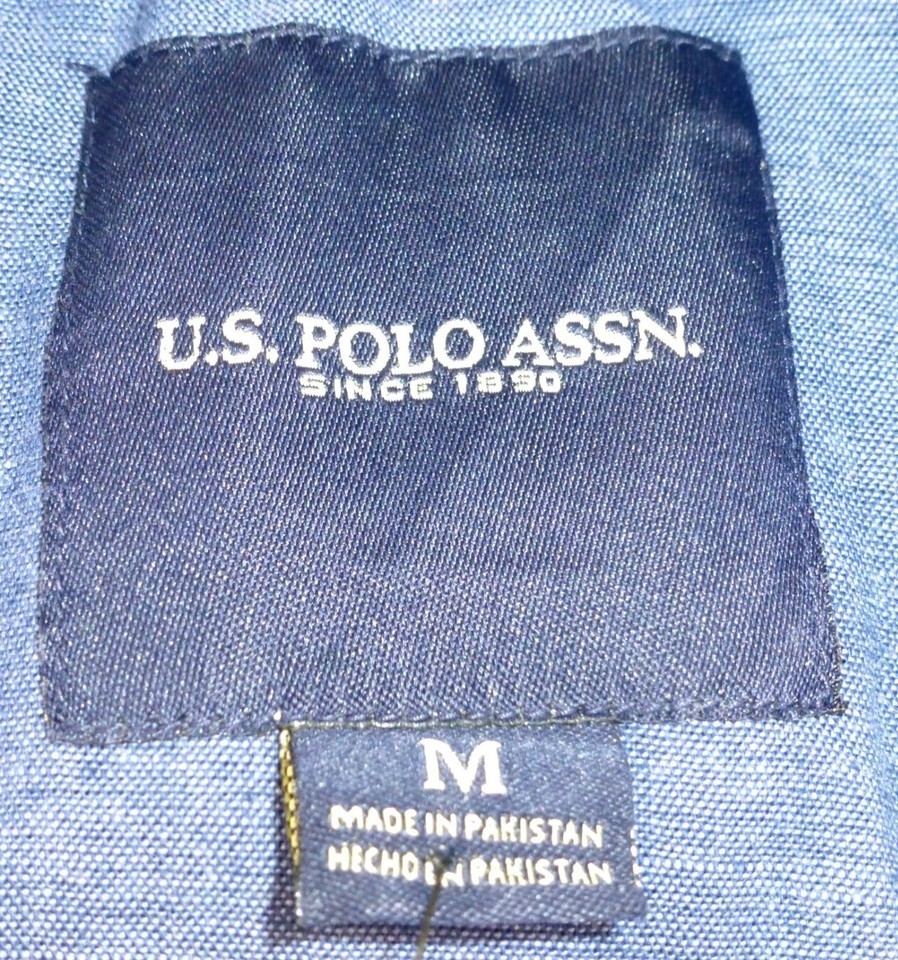 U.S. POLO ASSN.
SINCE 1890
M
MADE IN PAKISTAN
HECHO EN PAKISTAN